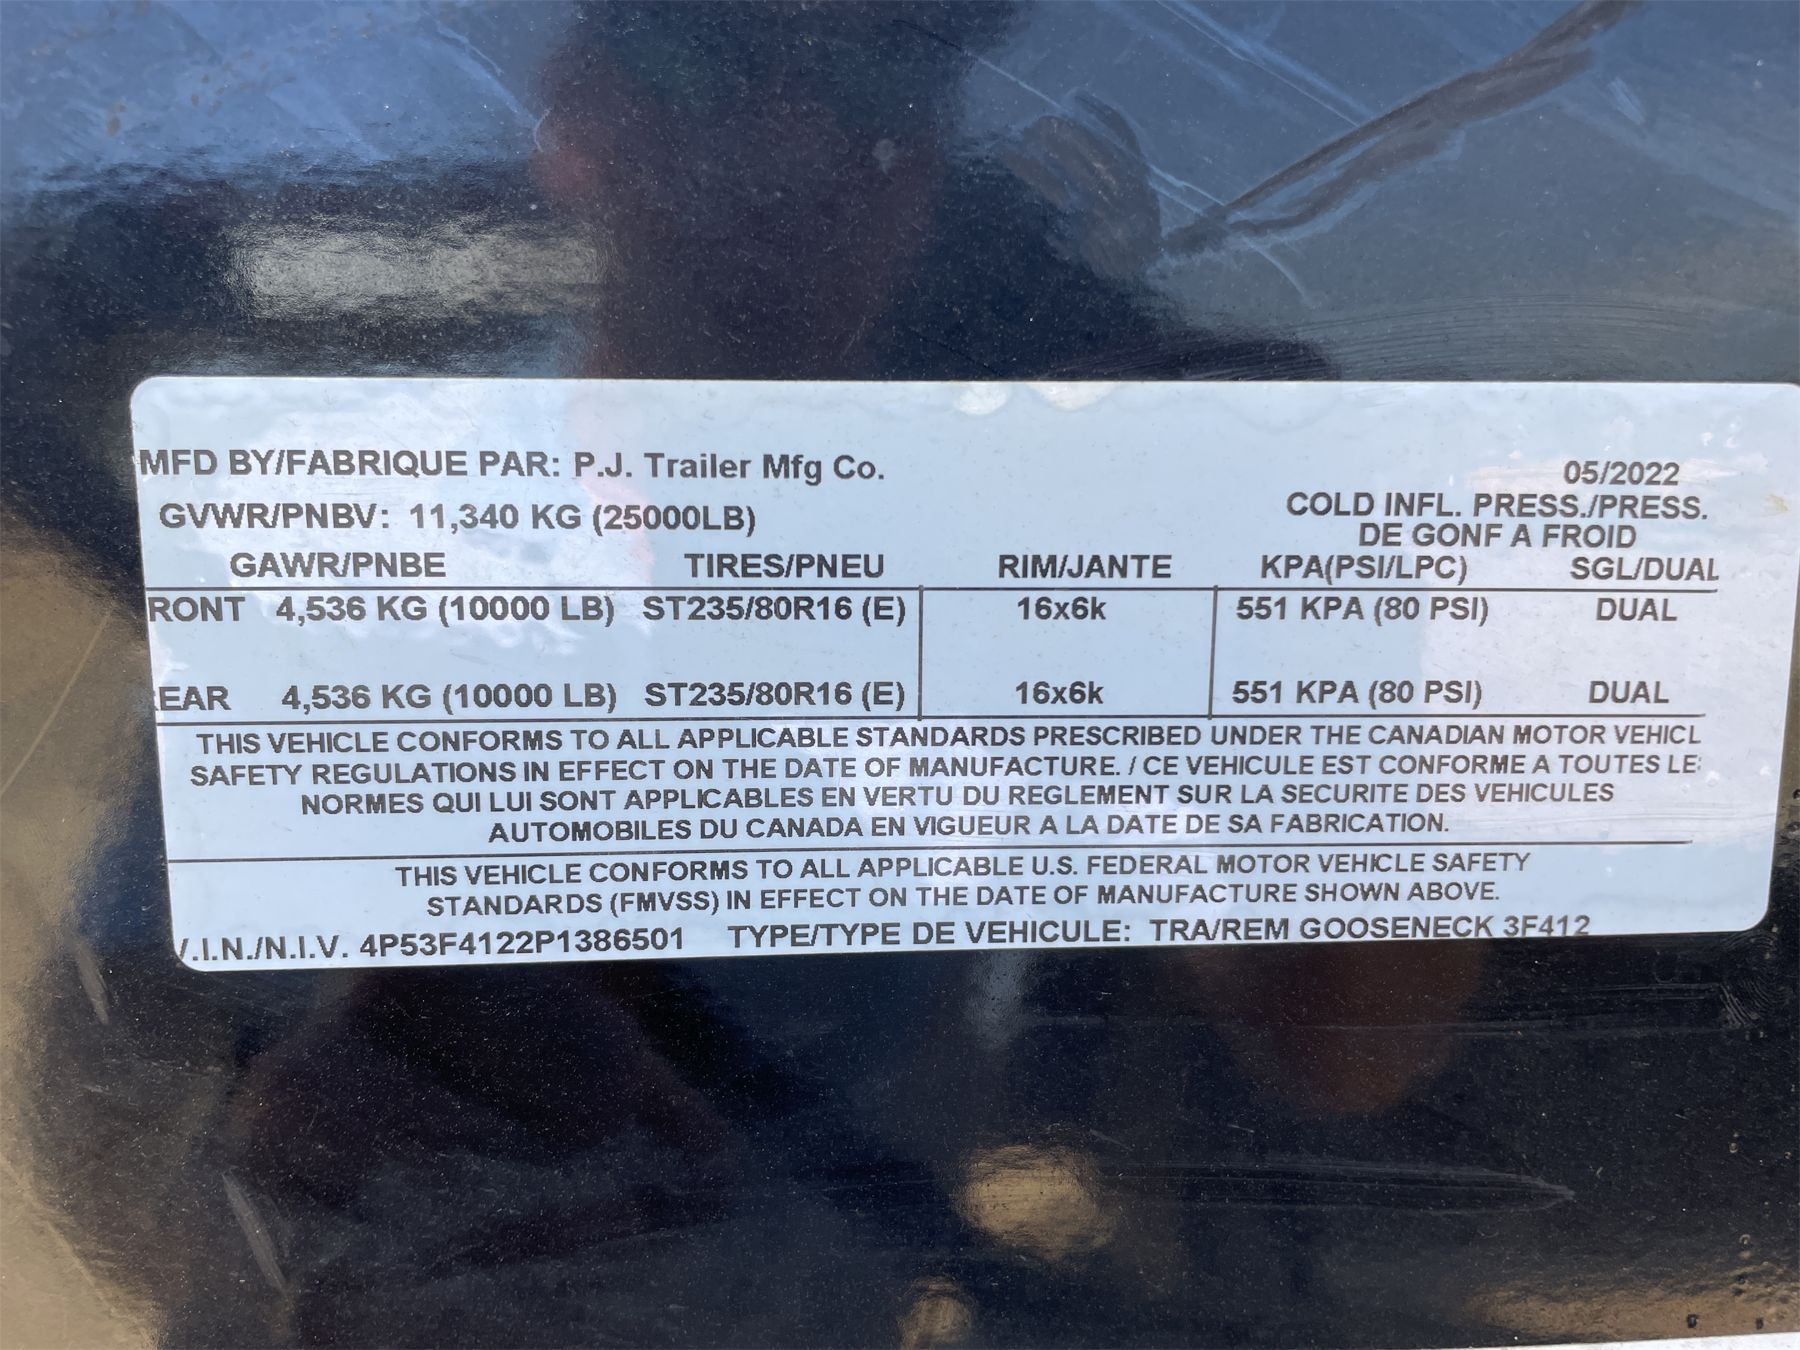 MFD BY/FABRIQUE PAR: P.J. Trailer Mfg Co.
05/2022
GVWR/PNBV: 11,340 KG (25000LB)
COLD INFL. PRESS./PRESS.
DE GONF A FROID
GAWR/PNBE TIRES/PNEU RIM/JANTE KPA(PSI/LPC) SGL/DUAL
RONT 4,536 KG (10000 LB) ST235/80R16 (E) 16x6k 551 KPA (80 PSI) DUAL
EAR 4,536 KG (10000 LB) ST235/80R16 (E) 16x6k 551 KPA (80 PSI) DUAL
THIS VEHICLE CONFORMS TO ALL APPLICABLE STANDARDS PRESCRIBED UNDER THE CANADIAN MOTOR VEHICL
SAFETY REGULATIONS IN EFFECT ON THE DATE OF MANUFACTURE. / CE VEHICULE EST CONFORME A TOUTES LE
NORMES QUI LUI SONT APPLICABLES EN VERTU DU REGLEMENT SUR LA SECURITE DES VEHICULES
AUTOMOBILES DU CANADA EN VIGUEUR A LA DATE DE SA FABRICATION.
THIS VEHICLE CONFORMS TO ALL APPLICABLE U.S. FEDERAL MOTOR VEHICLE SAFETY
STANDARDS (FMVSS) IN EFFECT ON THE DATE OF MANUFACTURE SHOWN ABOVE.
.I.N./N.I.V. 4P53F4122P1386501 TYPE/TYPE DE VEHICULE: TRA/REM GOOSENECK 3F412